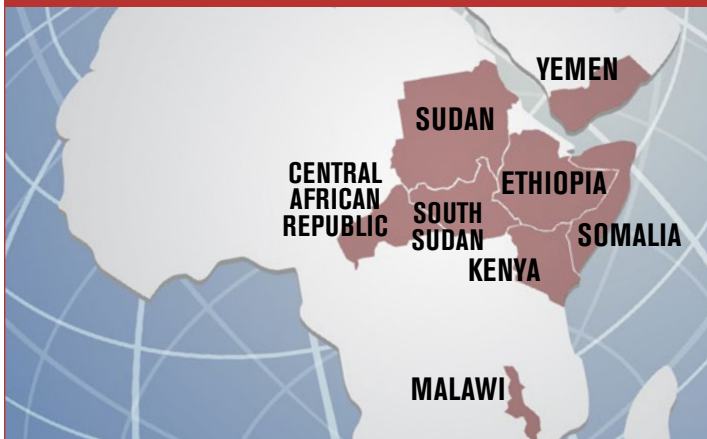 YEMEN
SUDAN
CENTRAL
AFRICAN
REPUBLIC
ETHIOPIA
SOUTH
SUDAN
SOMALIA
KENYA
MALAWI